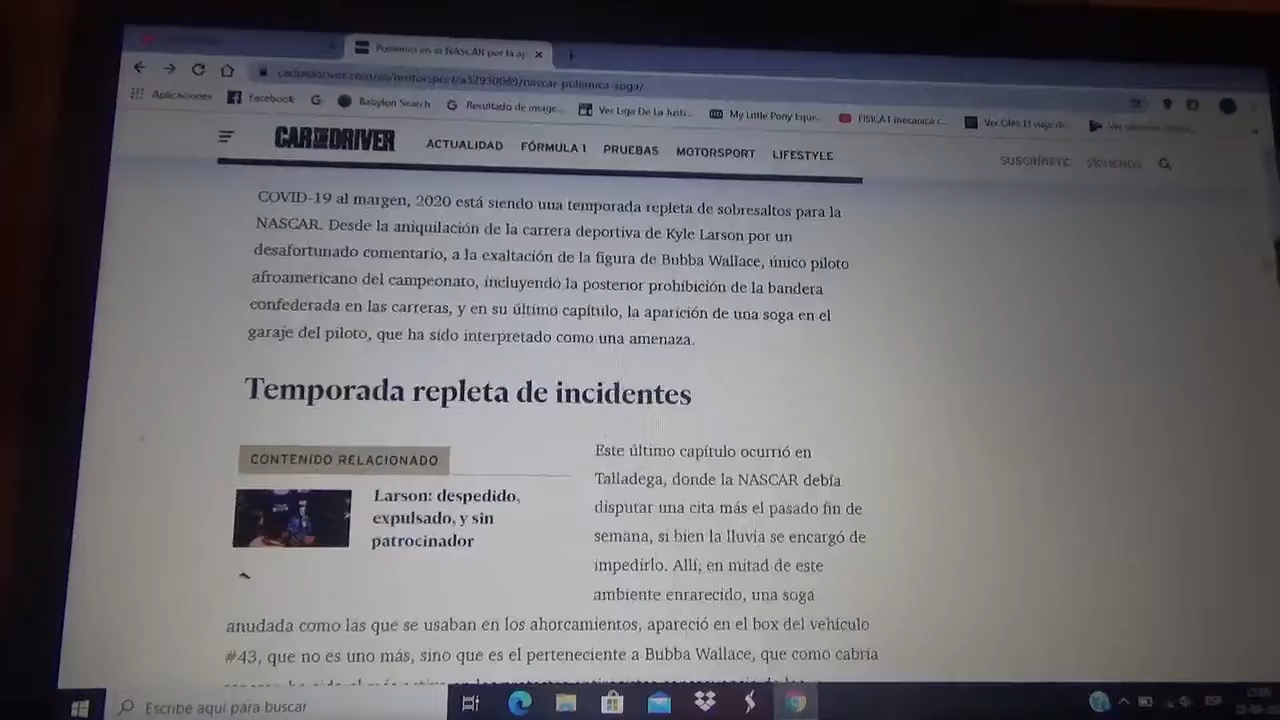 Polémica en la NASCAR por la ap
caranddriver.com/es/motorsport/a32930049/nascar-polemica-soga/
Aplicaciones
Facebook
Babylon Search
Resultado de image...
Ver Liga De La Justi...
My Little Pony Eque...
FISICA I mecanica c...
CAR AND DRIVER
ACTUALIDAD
FÓRMULA 1
PRUEBAS
MOTORSPORT
LIFESTYLE
SUSCRÍBETE
SÍGUENOS
COVID-19 al margen, 2020 está siendo una temporada repleta de sobresaltos para la
NASCAR. Desde la aniquilación de la carrera deportiva de Kyle Larson por un
desafortunado comentario, a la exaltación de la figura de Bubba Wallace, único piloto
afroamericano del campeonato, incluyendo la posterior prohibición de la bandera
confederada en las carreras, y en su último capítulo, la aparición de una soga en el
garaje del piloto, que ha sido interpretado como una amenaza.
Temporada repleta de incidentes
CONTENIDO RELACIONADO
Larson: despedido,
expulsado, y sin
patrocinador
Este último capítulo ocurrió en
Talladega, donde la NASCAR debía
disputar una cita más el pasado fin de
semana, si bien la lluvia se encargó de
impedirlo. Allí, en mitad de este
ambiente enrarecido, una soga
anudada como las que se usaban en los ahorcamientos, apareció en el box del vehículo
#43, que no es uno más, sino que es el perteneciente a Bubba Wallace, que como cabría
Escribe aquí para buscar
ESP